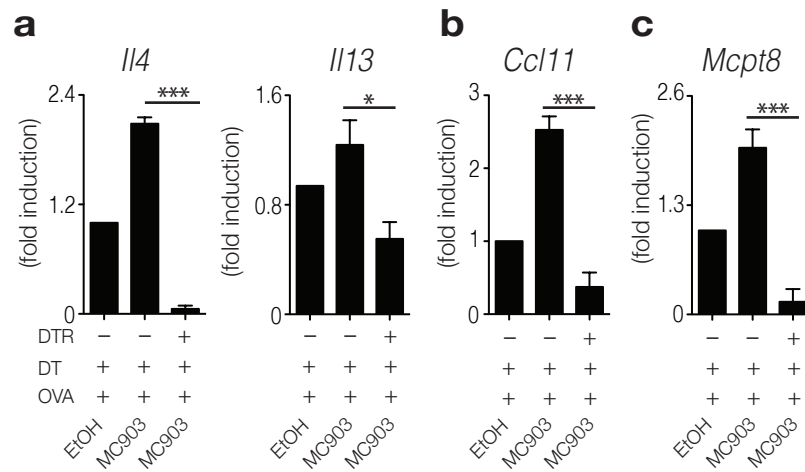 a b c
Il4 Il13 Ccl11 Mcpt8
*** * *** ***
2.4 1.6 3 2.6
2
1.2 0.8 1 1.3
0 0 0 0
(fold induction) (fold induction) (fold induction) (fold induction)
DTR − − + − − + − − + − − +
DT + + + + + + + + + + + +
OVA + + + + + + + + + + + +
EtOH MC903 MC903 EtOH MC903 MC903 EtOH MC903 MC903 EtOH MC903 MC903